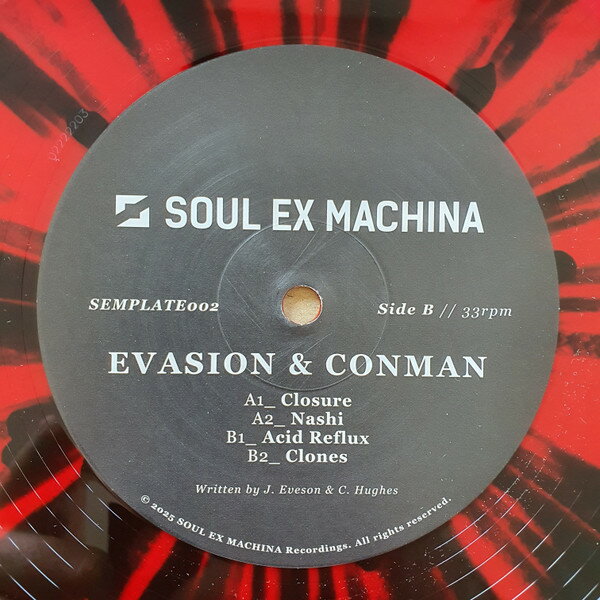 SOUL EX MACHINA
SEMPLATE002
Side B // 33rpm
EVASION & CONMAN
A1_ Closure
A2_ Nashi
B1_ Acid Reflux
B2_ Clones
Written by J. Eveson & C. Hughes
© 2025 SOUL EX MACHINA Recordings. All rights reserved.